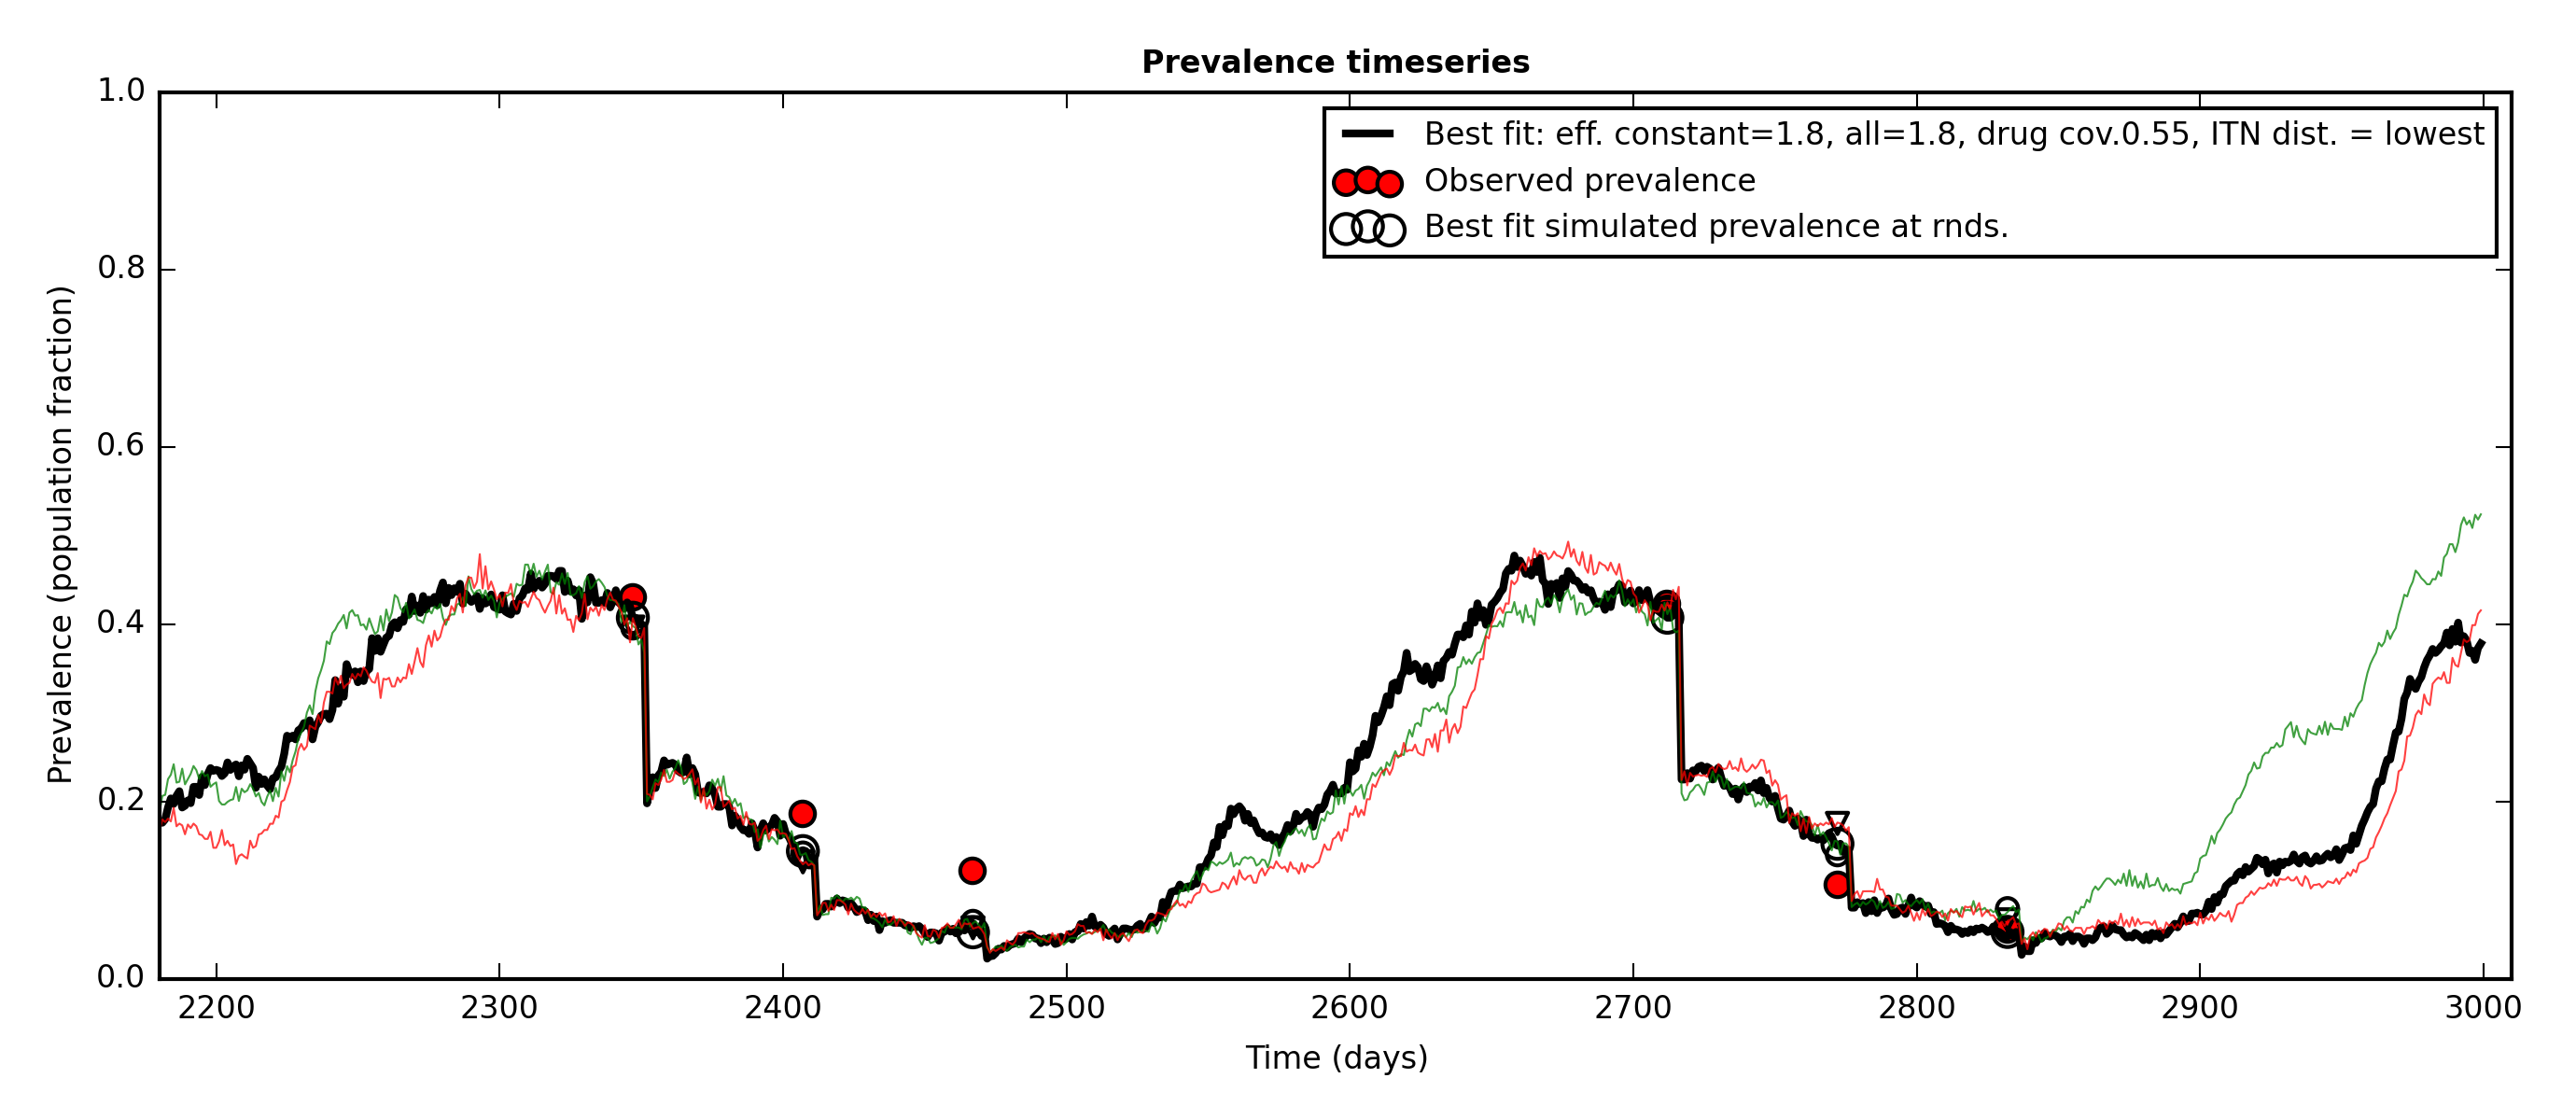 Prevalence timeseries
1.0
0.8
0.6
0.4
0.2
0.0
Prevalence (population fraction)
Best fit: eff. constant=1.8, all=1.8, drug cov.0.55, ITN dist. = lowest
Observed prevalence
Best fit simulated prevalence at rnds.
2200 2300 2400 2500 2600 2700 2800 2900 3000
Time (days)